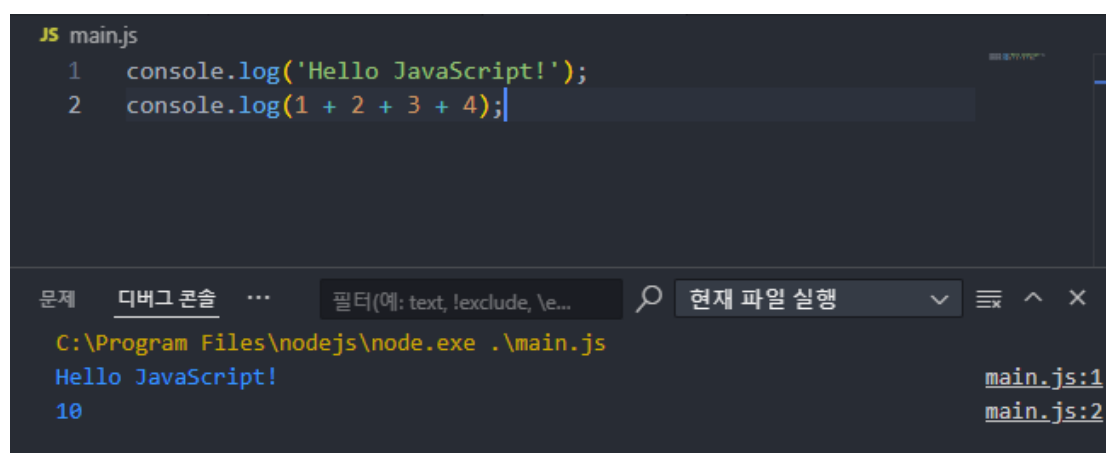 JS main.js
1 console.log('Hello JavaScript!');
2 console.log(1 + 2 + 3 + 4);
문제 디버그 콘솔 ··· 필터(예: text, !exclude, \e... 현재 파일 실행
C:\Program Files\nodejs\node.exe .\main.js
Hello JavaScript! main.js:1
10 main.js:2